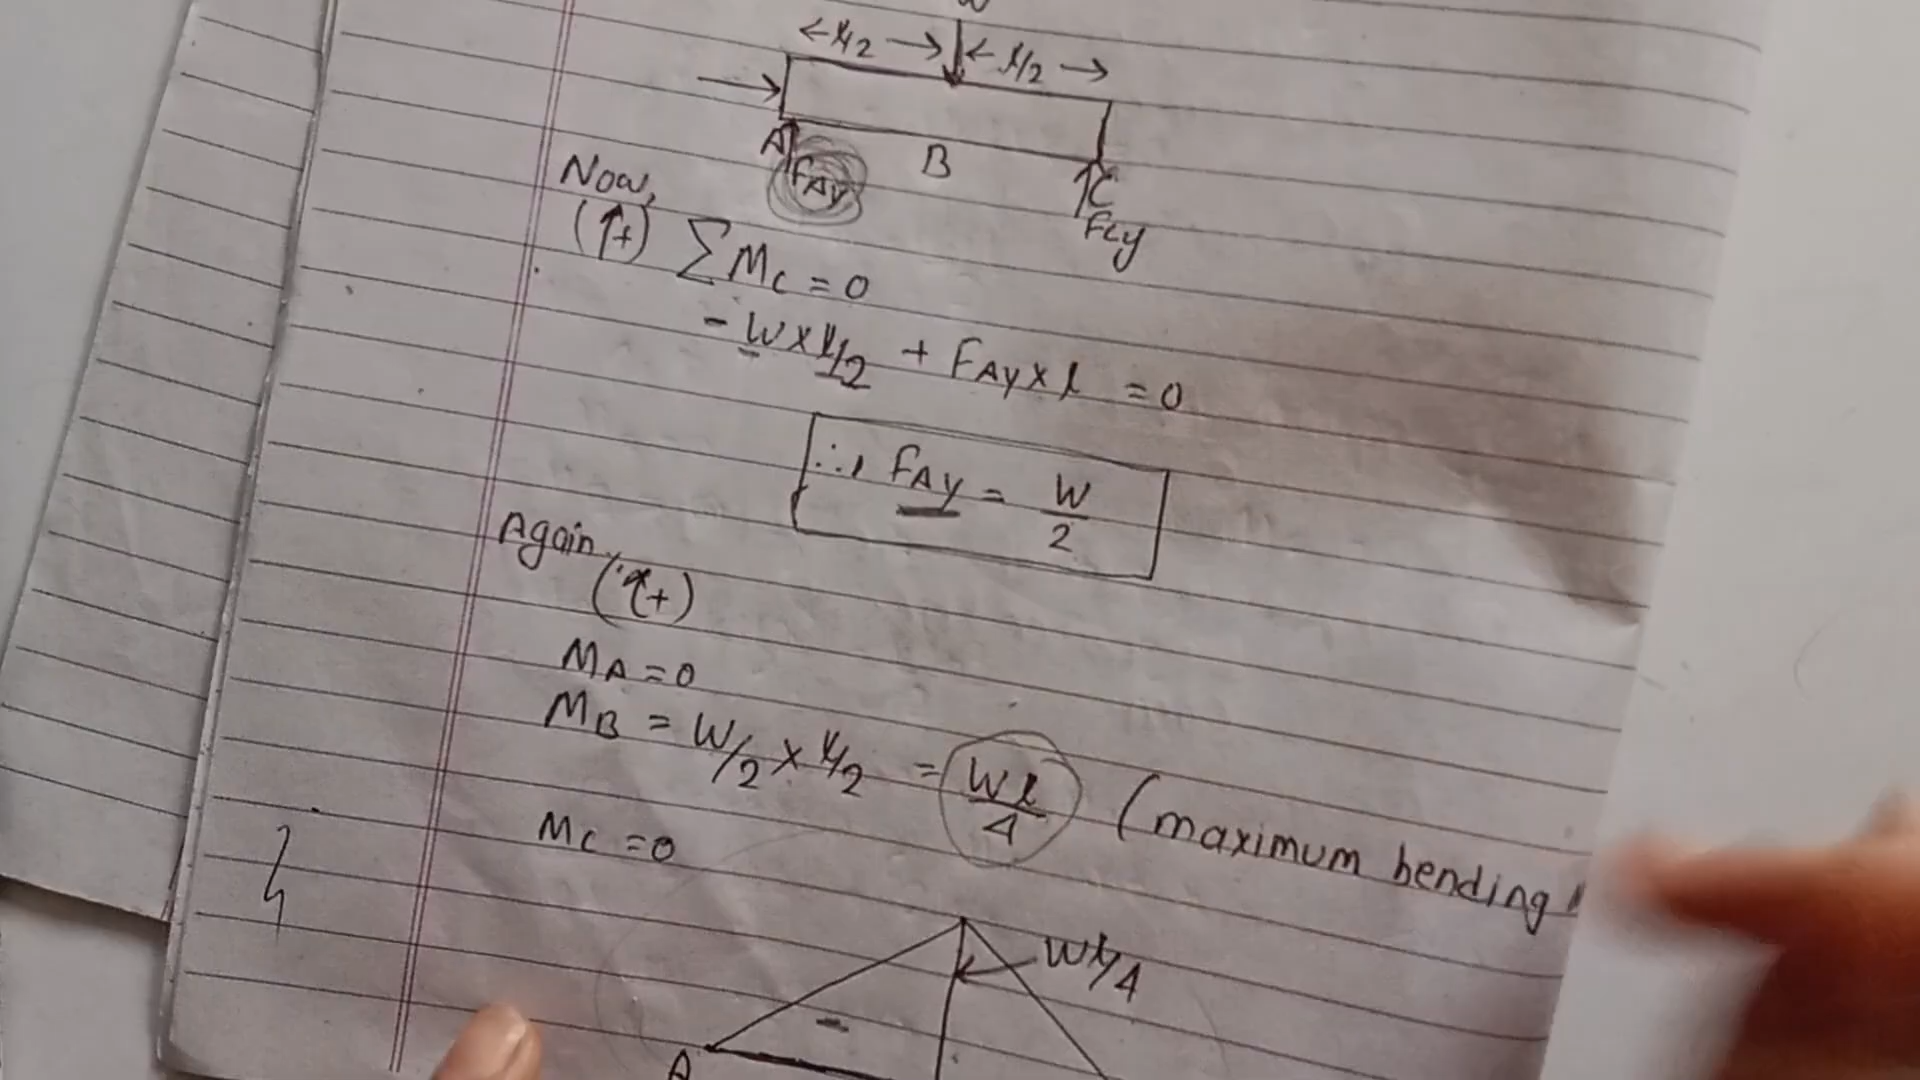 W
← l/2 → ← l/2 →
A B C
FAy FCy
Now,
(↑+) ∑MC = 0
- W x l/2 + FAy x l = 0
∴, FAy = W/2
Again,
(↑+)
MA = 0
MB = W/2 x l/2 = Wl/4 (maximum bending
MC = 0
Wl/4
A